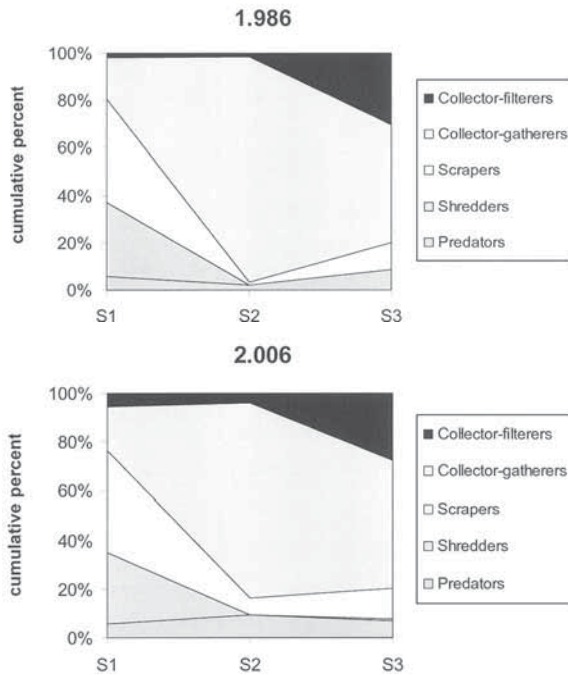 1.986
100%
80%
60%
40%
20%
0%
cumulative percent
S1 S2 S3
Collector-filterers
Collector-gatherers
Scrapers
Shredders
Predators
2.006
100%
80%
60%
40%
20%
0%
cumulative percent
S1 S2 S3
Collector-filterers
Collector-gatherers
Scrapers
Shredders
Predators